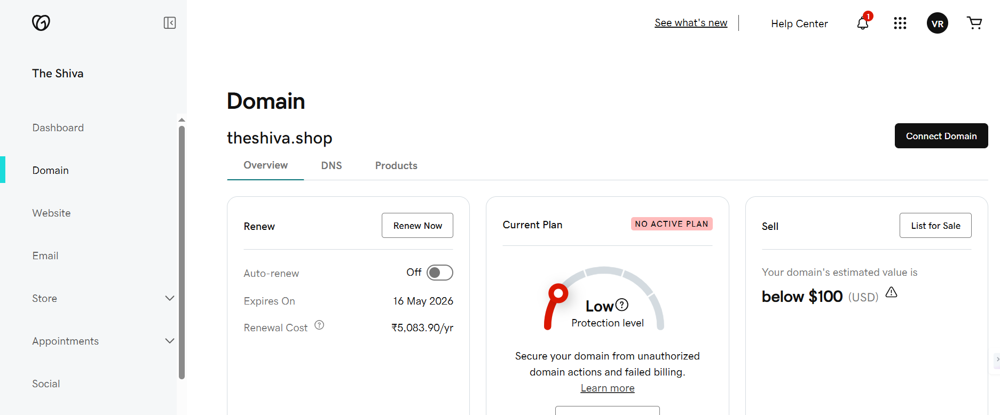 See what's new
Help Center
1
VR
The Shiva
Dashboard
Domain
Website
Email
Store
Appointments
Social
Domain
theshiva.shop
Connect Domain
Overview
DNS
Products
Renew
Renew Now
Auto-renew
Off
Expires On
16 May 2026
Renewal Cost ?
₹5,083.90/yr
Current Plan
NO ACTIVE PLAN
Low ?
Protection level
Secure your domain from unauthorized
domain actions and failed billing.
Learn more
Sell
List for Sale
Your domain's estimated value is
below $100 (USD)